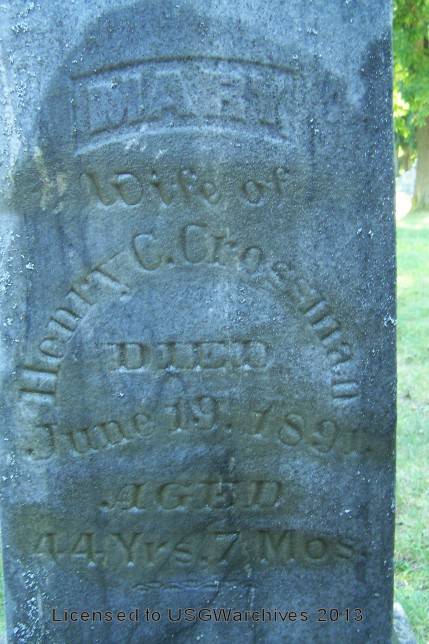 MARY
Wife of
Henry C. Crossman
DIED
June 19, 1891.
AGED
44 Yrs. 7 Mos.
Licensed to USGWarchives 2013